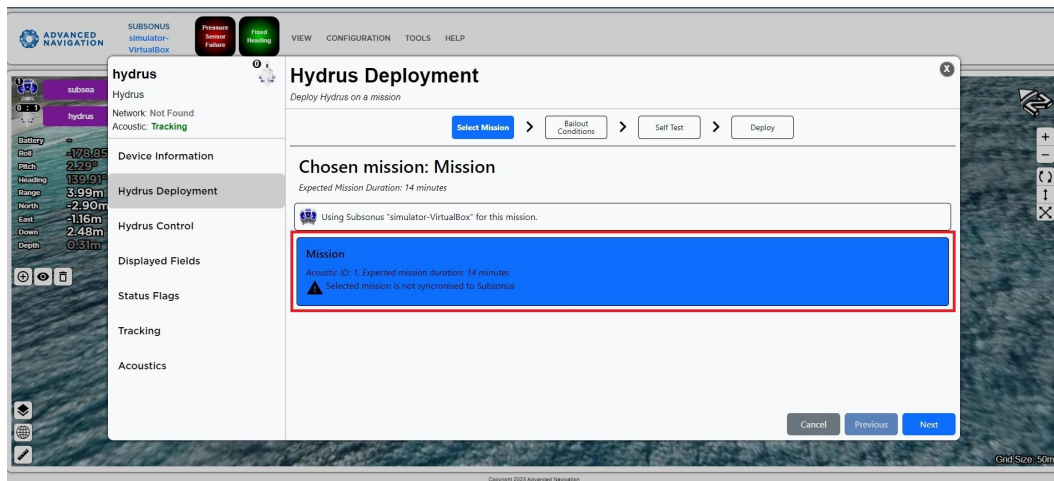 ADVANCED
NAVIGATION
SUBSONUS
simulator-
VirtualBox
Pressure
Sensor
Failure
Fixed
Heading
VIEW CONFIGURATION TOOLS HELP
1
subsea
0 : 1
hydrus
Battery -
Roll -178.85
Pitch 2.29°
Heading 139.91°
Range 3.99m
North -2.90m
East -1.16m
Down 2.48m
Depth 0.31m
hydrus
0
Hydrus
Network: Not Found
Acoustic: Tracking
Device Information
Hydrus Deployment
Hydrus Control
Displayed Fields
Status Flags
Tracking
Acoustics
Hydrus Deployment
X
Deploy Hydrus on a mission
Select Mission > Bailout Conditions > Self Test > Deploy
Chosen mission: Mission
Expected Mission Duration: 14 minutes
Using Subsonus "simulator-VirtualBox" for this mission.
Mission
Acoustic ID: 1, Expected mission duration: 14 minutes
Selected mission is not syncronised to Subsonus
Cancel Previous Next
N
+
−
Grid Size: 50m
Copyright 2023 Advanced Navigation